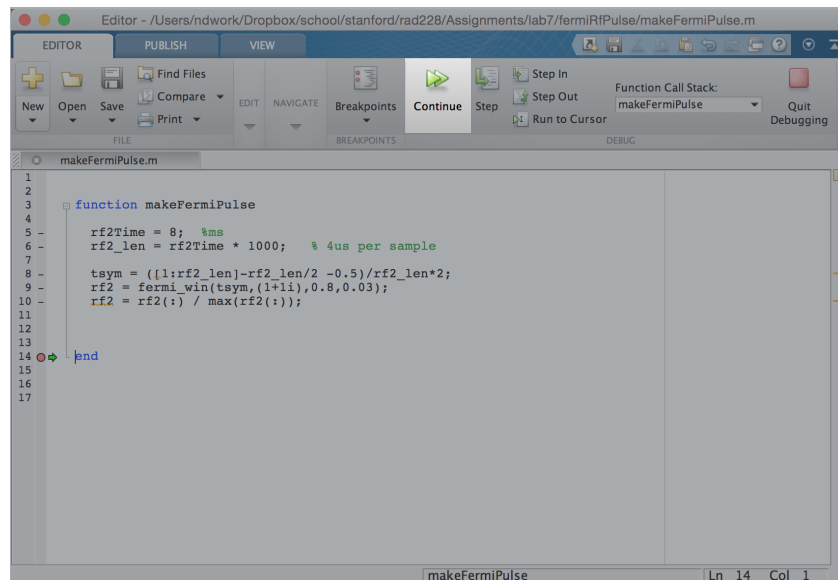 Editor - /Users/ndwork/Dropbox/school/stanford/rad228/Assignments/lab7/fermiRfPulse/makeFermiPulse.m
EDITOR PUBLISH VIEW
New Open Save
Find Files
Compare
Print
FILE
EDIT NAVIGATE
Breakpoints
BREAKPOINTS
Continue Step
Step In
Step Out
Run to Cursor
Function Call Stack:
makeFermiPulse
DEBUG
Quit
Debugging
makeFermiPulse.m
1
2
3 function makeFermiPulse
4
5 – rf2Time = 8; %ms
6 – rf2_len = rf2Time * 1000; % 4us per sample
7
8 – tsym = ([1:rf2_len]-rf2_len/2 -0.5)/rf2_len*2;
9 – rf2 = fermi_win(tsym,(1+1i),0.8,0.03);
10 – rf2 = rf2(:) / max(rf2(:));
11
12
13
14 end
15
16
17
makeFermiPulse Ln 14 Col 1